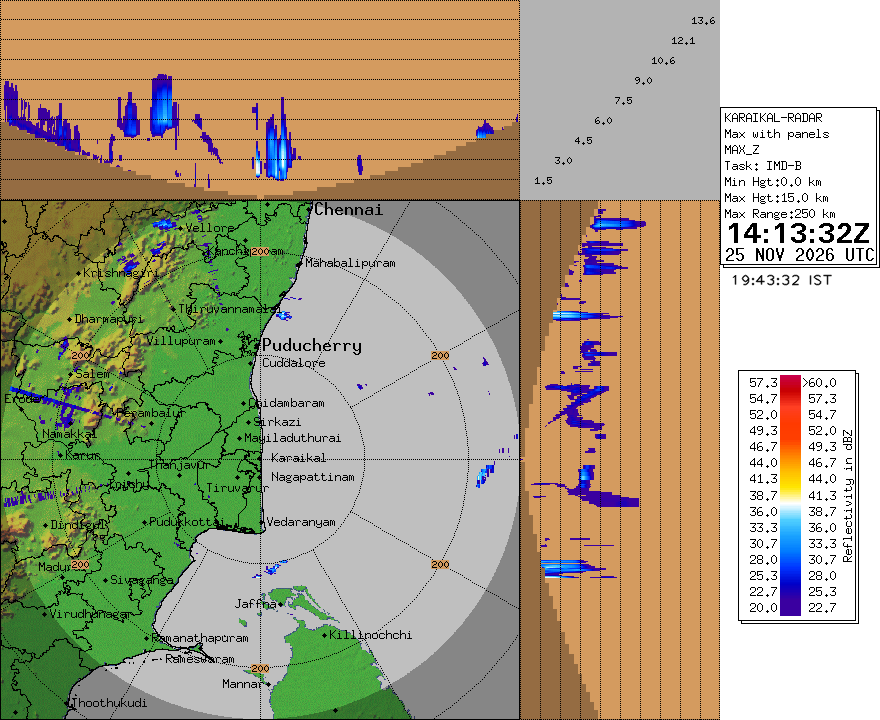 13.6
12.1
10.6
9.0
7.5
6.0
4.5
3.0
1.5
KARAIKAL-RADAR
Max with panels
MAX_Z
Task: IMD-B
Min Hgt:0.0 km
Max Hgt:15.0 km
Max Range:250 km
14:13:32Z
25 NOV 2026 UTC
19:43:32 IST
Chennai
Vellore
200
Mahabalipuram
Krishnagiri
Thiruvannamalai
Dharmapuri
Villupuram
Puducherry
200
200
Cuddalore
Salem
Erode
Chidambaram
Perambalur
Sirkazi
Namakkal
Mayiladuthurai
Karur
Karaikal
Thanjavur
Nagapattinam
Tiruvarur
Dindigul
Pudukkottai
Vedaranyam
200
200
Madurai
Sivaganga
Jaffna
Virudhunagar
Killinochchi
Ramanathapuram
Rameswaram
200
Mannar
Thoothukudi
57.3 >60.0
54.7 57.3
52.0 54.7
49.3 52.0
46.7 49.3
44.0 46.7
41.3 44.0
38.7 41.3
36.0 38.7
33.3 36.0
30.7 33.3
28.0 30.7
25.3 28.0
22.7 25.3
20.0 22.7
Reflectivity in dBZ